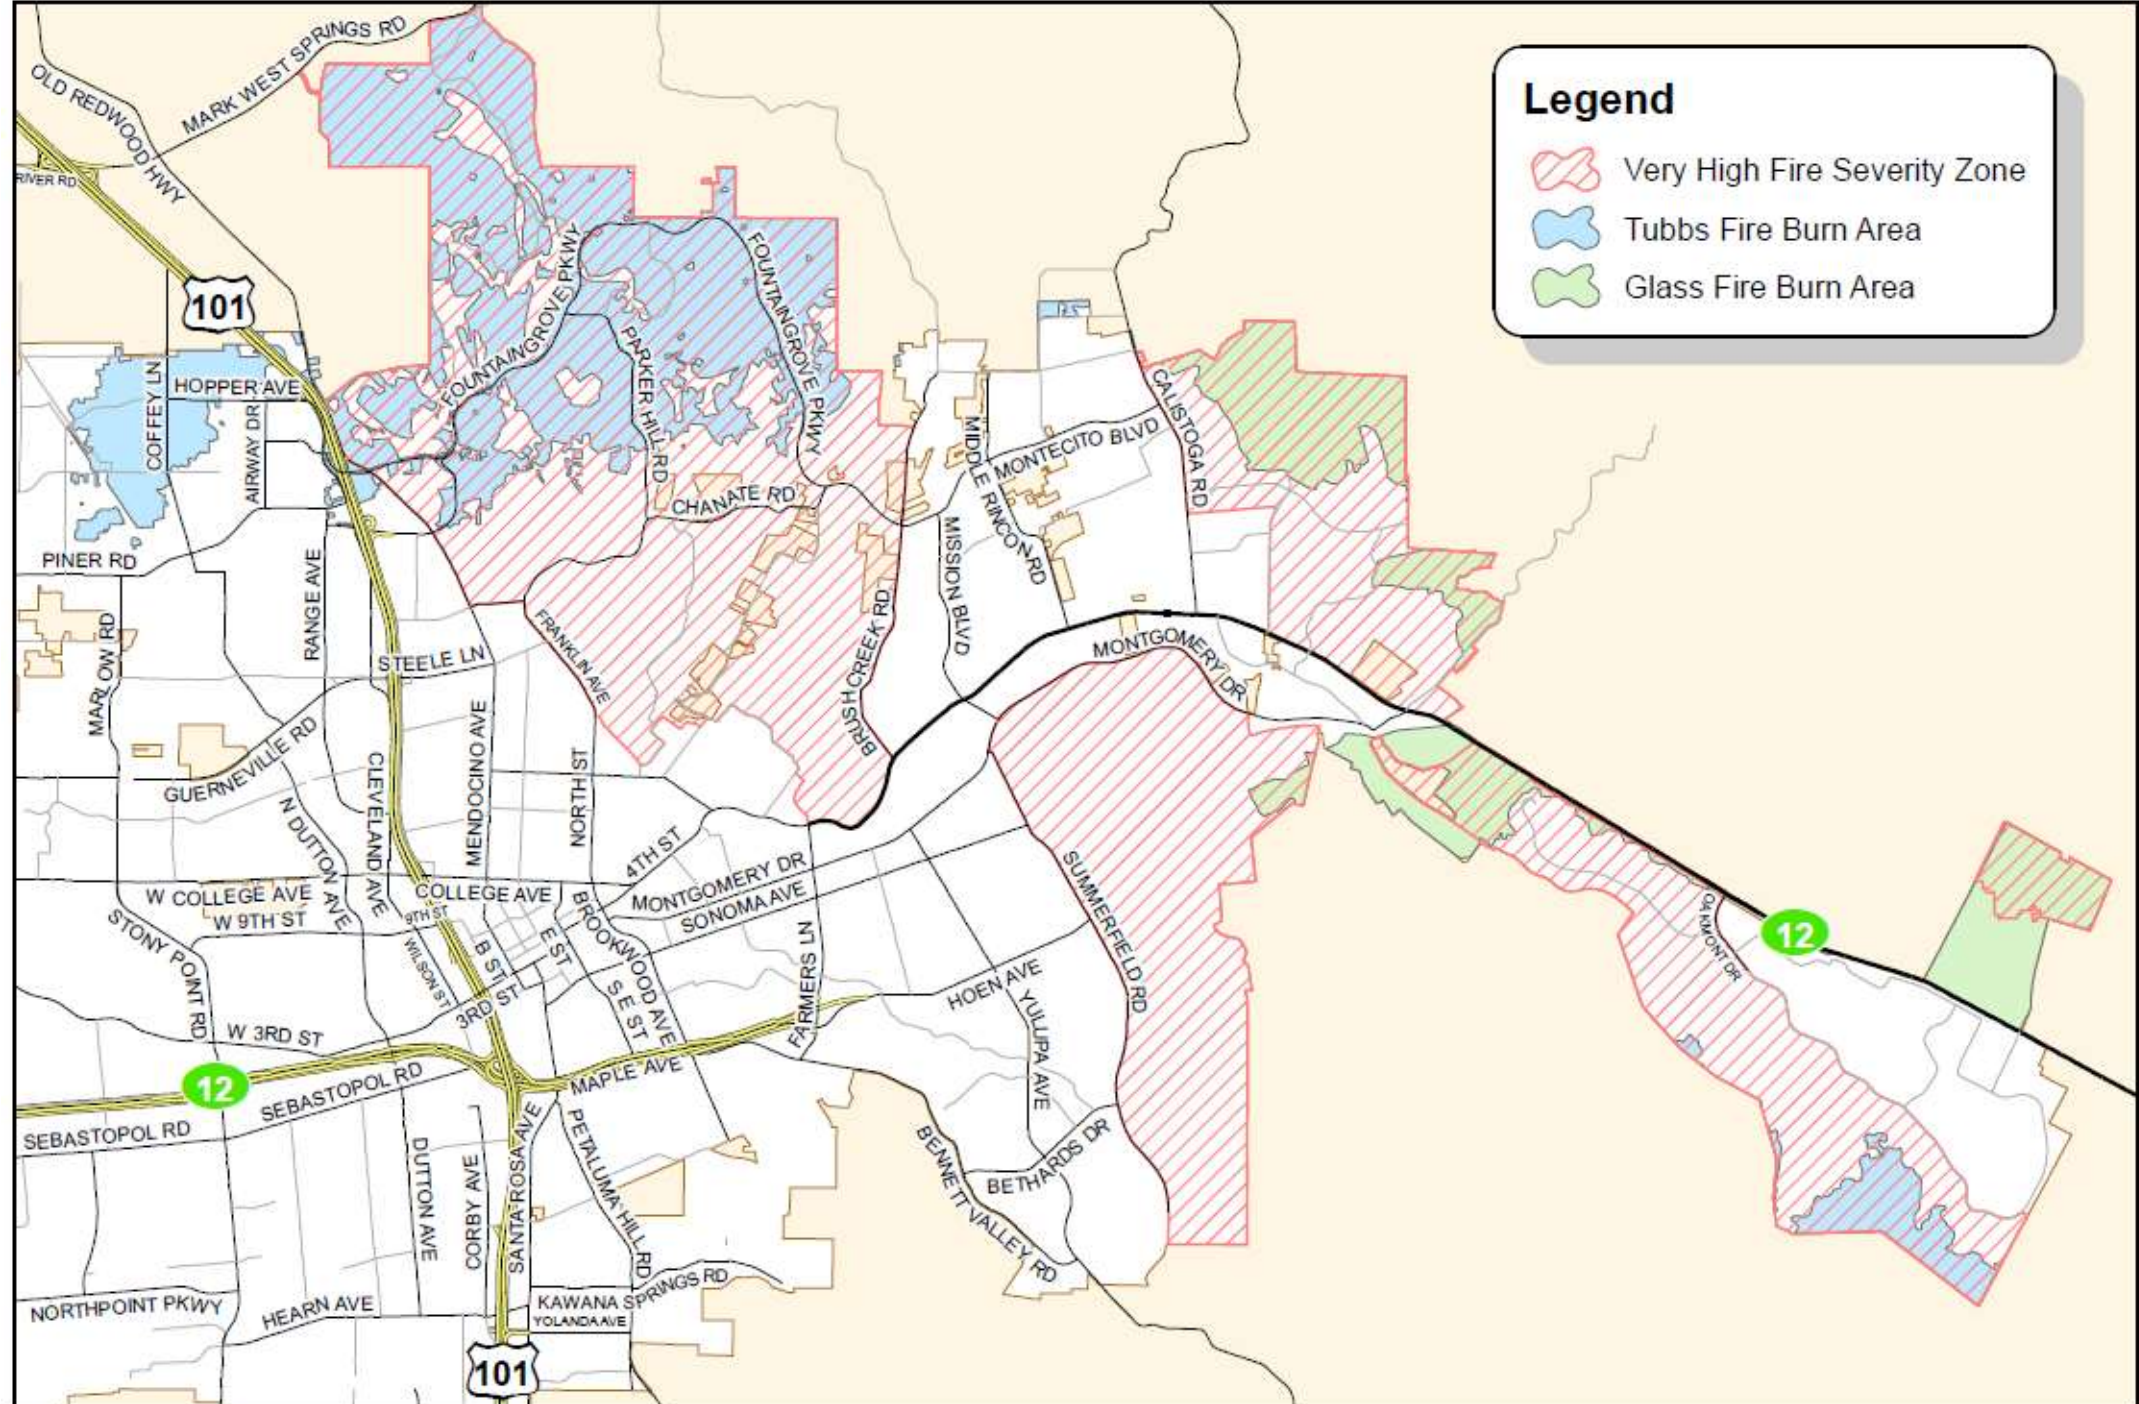 Legend
Very High Fire Severity Zone
Tubbs Fire Burn Area
Glass Fire Burn Area
MARK WEST SPRINGS RD
OLD REDWOOD HWY
RIVER RD
101
FOUNTAINGROVE PKWY
FOUNTAINGROVE PKWY
PARKER HILL RD
HOPPER AVE
COFFEY LN
AIRWAY DR
CALISTOGA RD
MIDDLE RINCON RD
MONTECITO BLVD
CHANATE RD
MISSION BLVD
PINER RD
RANGE AVE
MARLOW RD
STEELE LN
FRANKLIN AVE
BRUSH CREEK RD
MONTGOMERY DR
GUERNEVILLE RD
CLEVELAND AVE
MENDOCINO AVE
NORTH ST
N DUTTON AVE
4TH ST
MONTGOMERY DR
SONOMA AVE
SUMMERFIELD RD
W COLLEGE AVE
COLLEGE AVE
W 9TH ST
9TH ST
STONY POINT RD
WILSON ST
B ST
E ST
BROOKWOOD AVE
S E ST
3RD ST
FARMERS LN
HOEN AVE
YULUPA AVE
OAKMONT DR
12
W 3RD ST
12
SEBASTOPOL RD
MAPLE AVE
SEBASTOPOL RD
DUTTON AVE
CORBY AVE
SANTA ROSA AVE
PETALUMA HILL RD
BENNETT VALLEY RD
BETHARDS DR
NORTHPOINT PKWY
HEARN AVE
KAWANA SPRINGS RD
YOLANDA AVE
101